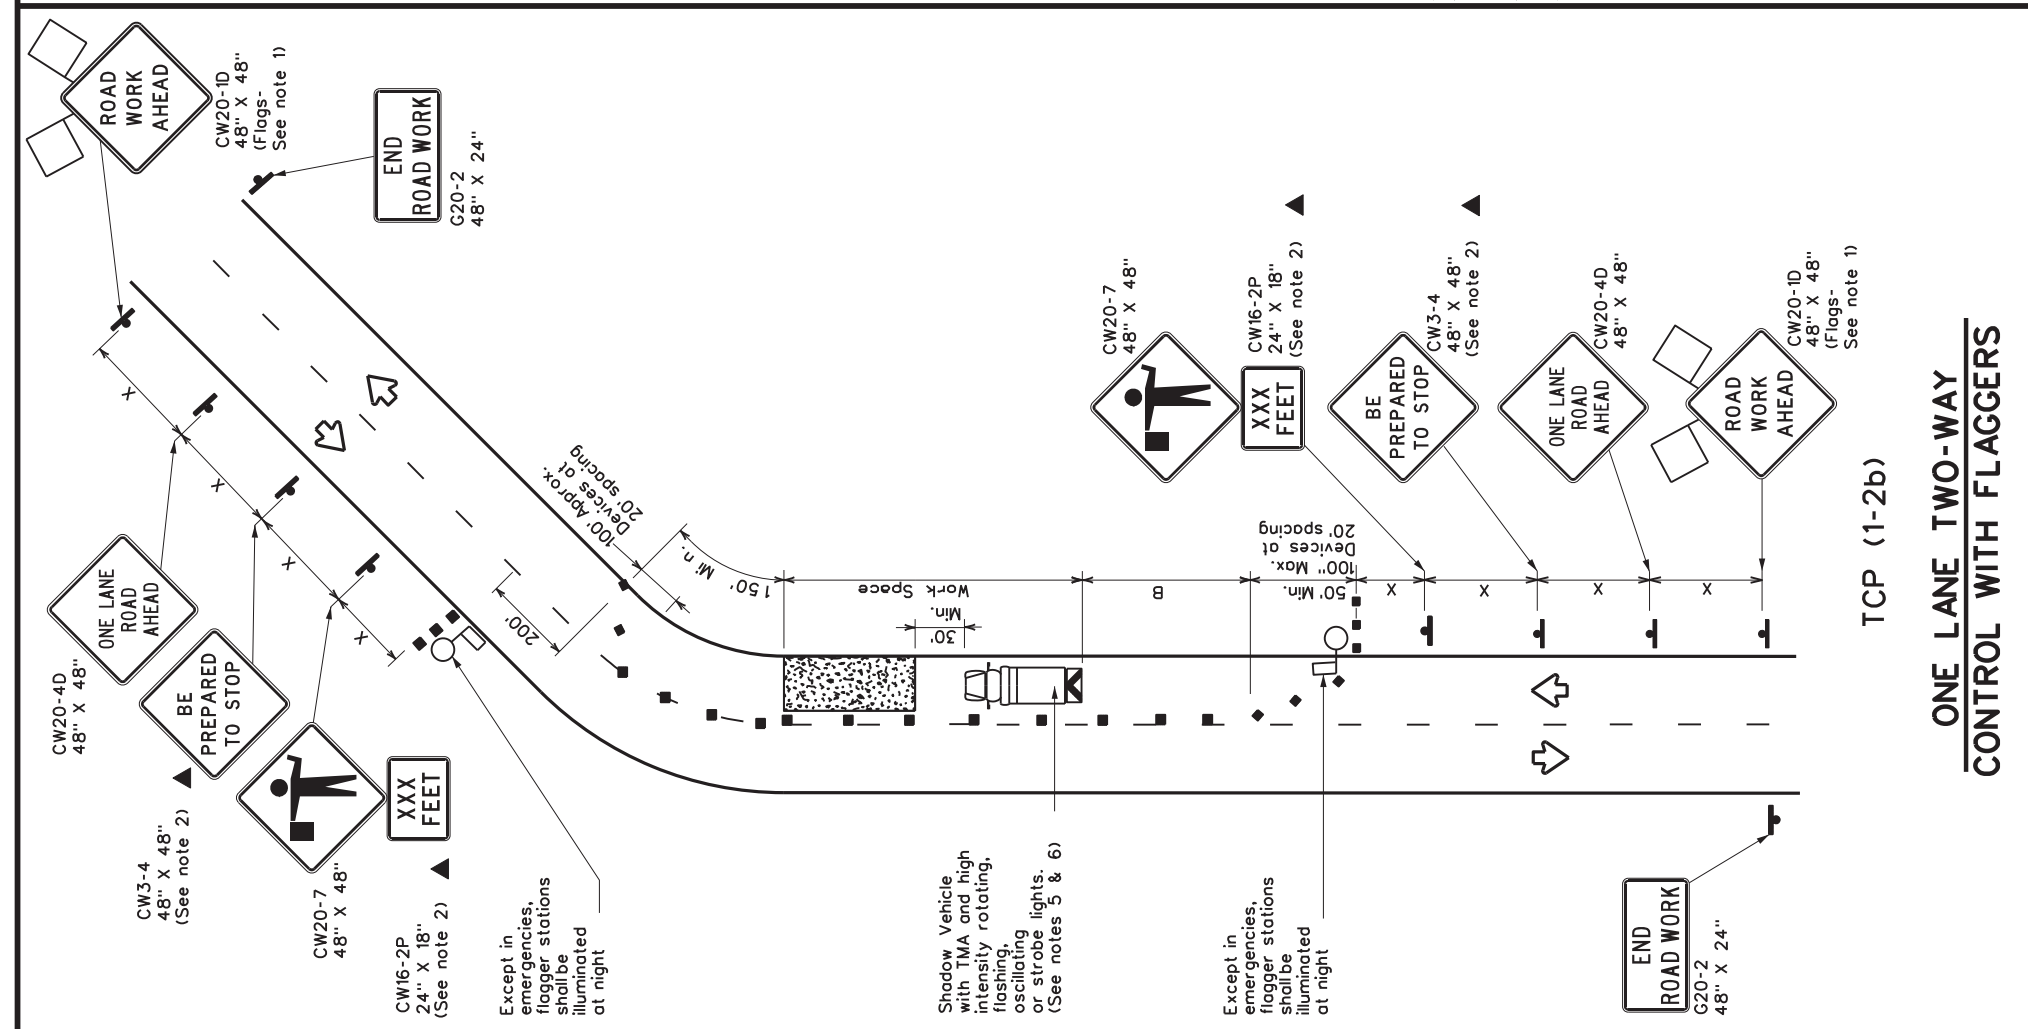 ROAD
WORK
AHEAD
CW20-1D
48" X 48"
(Flags-
See note 1)
END
ROAD WORK
G20-2
48" X 24"
X
X
X
X
ONE LANE
ROAD
AHEAD
CW20-4D
48" X 48"
BE
PREPARED
TO STOP
CW3-4
48" X 48"
(See note 2)
CW20-7
48" X 48"
XXX
FEET
CW16-2P
24" X 18"
(See note 2)
Except in
emergencies,
flagger stations
shall be
illuminated
at night
200'
100' Approx.
Devices at
20' spacing
150' Min.
Work Space
30'
Min.
B
50' Min.
100" Max.
Devices at
20' spacing
X
X
X
X
Shadow Vehicle
with TMA and high
intensity rotating,
flashing,
oscillating
or strobe lights.
(See notes 5 & 6)
Except in
emergencies,
flagger stations
shall be
illuminated
at night
CW20-7
48" X 48"
XXX
FEET
CW16-2P
24" X 18"
(See note 2)
BE
PREPARED
TO STOP
CW3-4
48" X 48"
(See note 2)
ONE LANE
ROAD
AHEAD
CW20-4D
48" X 48"
ROAD
WORK
AHEAD
CW20-1D
48" X 48"
(Flags-
See note 1)
END
ROAD WORK
G20-2
48" X 24"
TCP (1-2b)
ONE LANE TWO-WAY
CONTROL WITH FLAGGERS